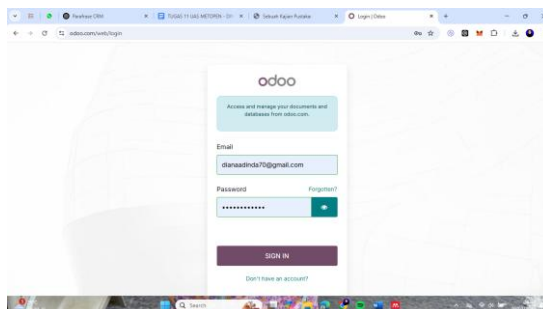 Parafrase CRM
TUGAS 11 UAS METOPEN - 
Sebuah Kajian Pustaka
Login | Odoo
odoo.com/web/login
odoo
Access and manage your documents and
databases from odoo.com.
Email
dianaadinda70@gmail.com
Password Forgotten?
SIGN IN
Don't have an account?
Search